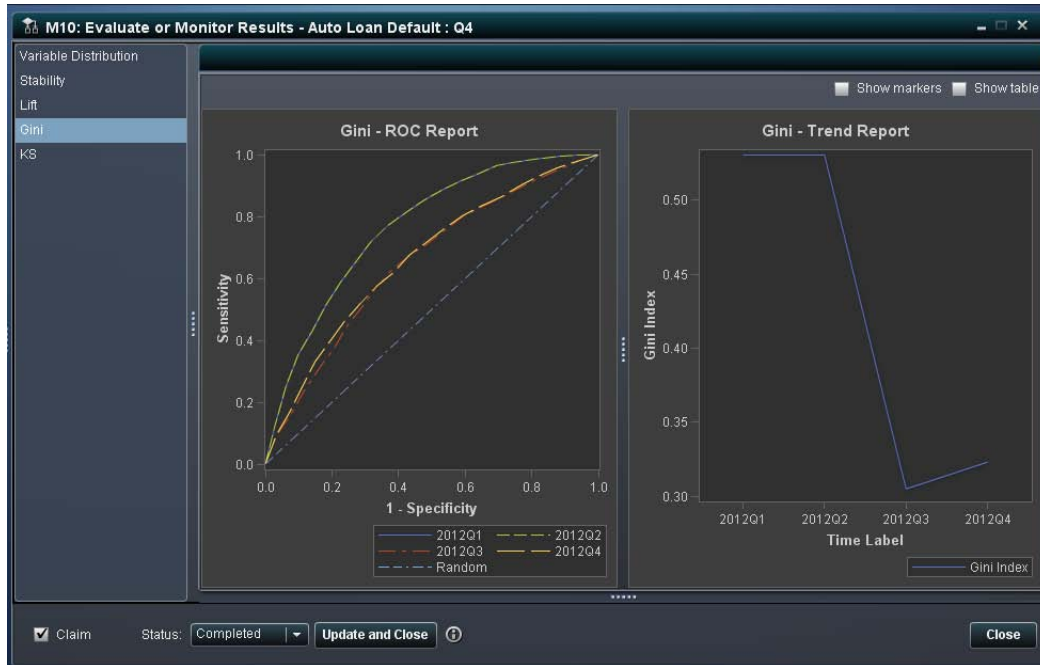 M10: Evaluate or Monitor Results - Auto Loan Default : Q4
Variable Distribution
Stability
Lift
Gini
KS
Show markers Show table
Gini - ROC Report
1.0
0.8
0.6
0.4
0.2
0.0
Sensitivity
0.0 0.2 0.4 0.6 0.8 1.0
1 - Specificity
2012Q1 2012Q2
2012Q3 2012Q4
Random
Gini - Trend Report
0.50
0.45
0.40
0.35
0.30
Gini Index
2012Q1 2012Q2 2012Q3 2012Q4
Time Label
Gini Index
Claim Status: Completed Update and Close Close